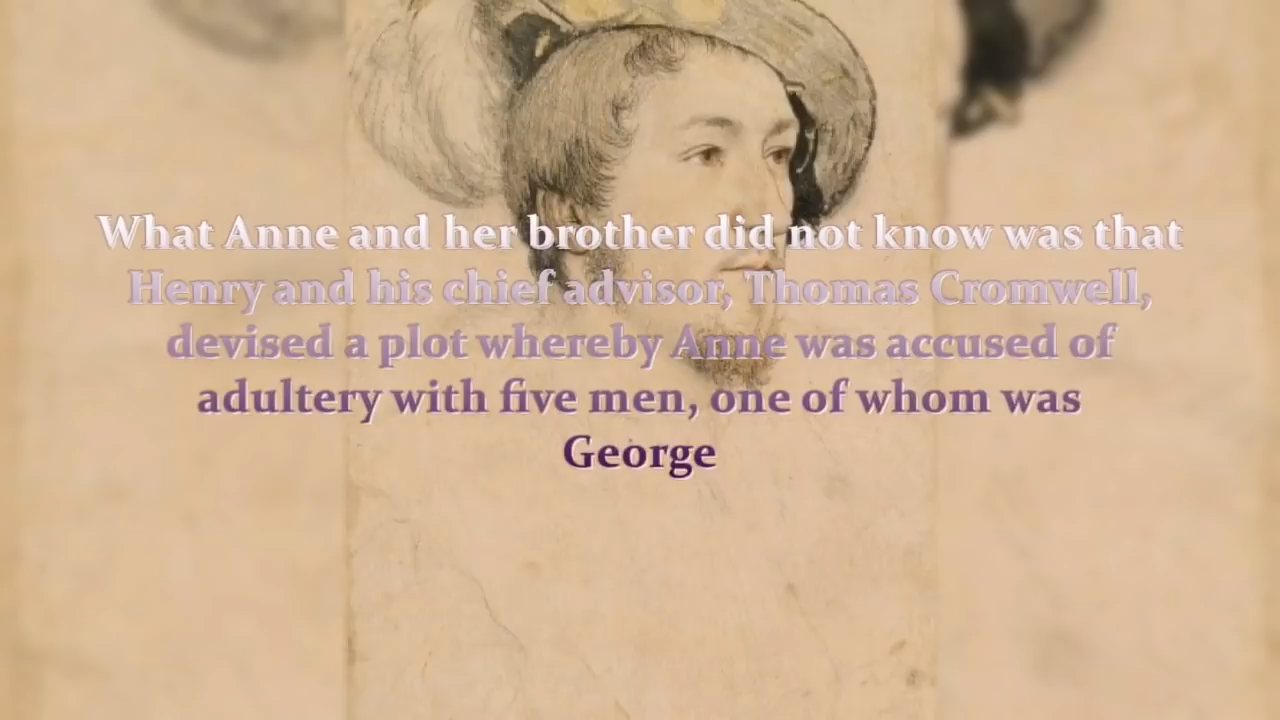 What Anne and her brother did not know was that
Henry and his chief advisor, Thomas Cromwell,
devised a plot whereby Anne was accused of
adultery with five men, one of whom was
George